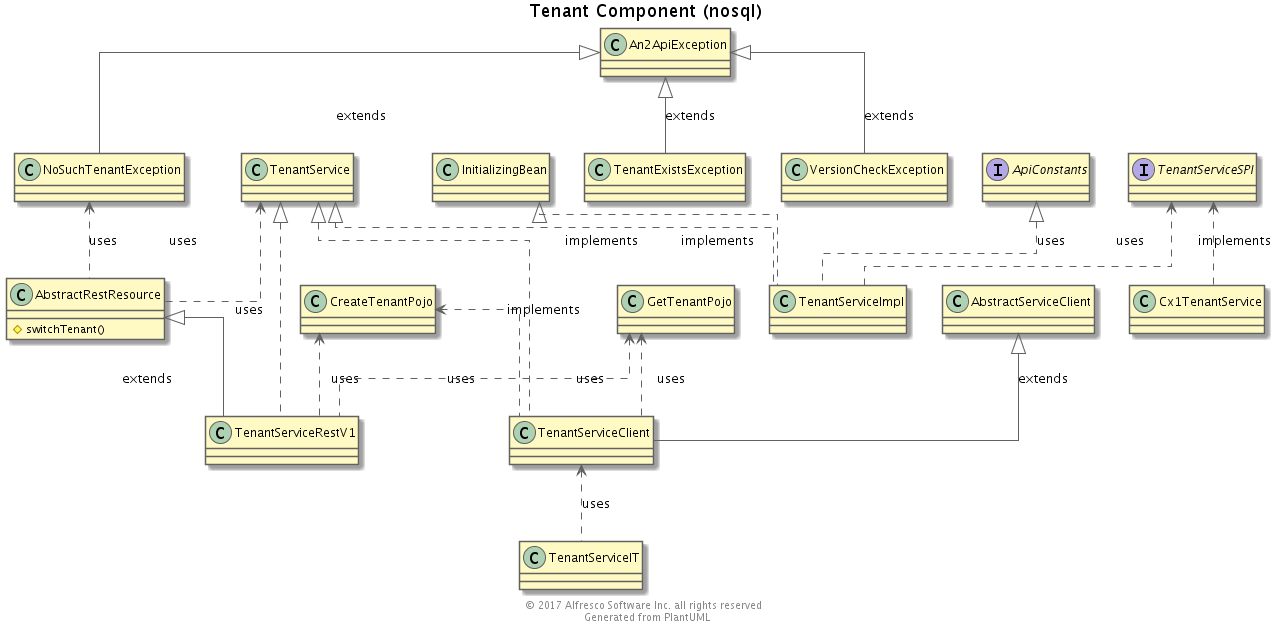 Tenant Component (nosql)
C An2ApiException
extends extends extends
C NoSuchTenantException C TenantService C InitializingBean C TenantExistsException C VersionCheckException I ApiConstants I TenantServiceSPI
uses uses implements implements uses uses implements
C AbstractRestResource C CreateTenantPojo C GetTenantPojo C TenantServiceImpl C AbstractServiceClient C Cx1TenantService
uses implements
switchTenant()
extends uses uses uses uses extends
C TenantServiceRestV1 C TenantServiceClient
uses
C TenantServiceIT
© 2017 Alfresco Software Inc. all rights reserved
Generated from PlantUML